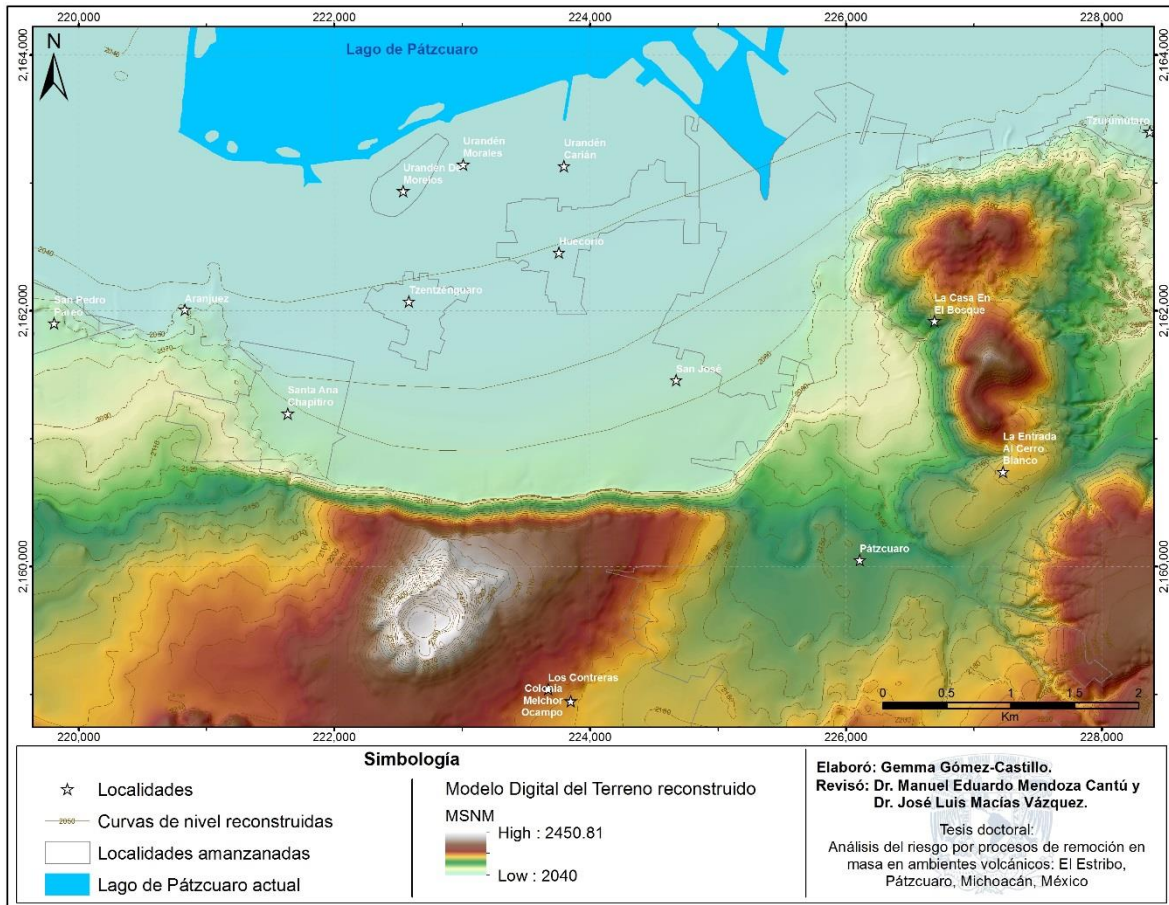 220,000
222,000
224,000
226,000
228,000
2,164,000
2,164,000
N
Lago de Pátzcuaro
2040
Tzurumútaro
Urandén
Morales
Urandén
Carián
Urandén De
Morelos
Huecorio
2040
2,162,000
2,162,000
San Pedro
Pareo
Aranjuez
Tzentzénguaro
La Casa En
El Bosque
San José
Santa Ana
Chapitiro
La Entrada
Al Cerro
Blanco
2,160,000
2,160,000
Pátzcuaro
Los Contreras
Colonia
Melchor
Ocampo
0
0.5
1
1.5
2
Km
220,000
222,000
224,000
226,000
228,000
Simbología
Localidades
2050
Curvas de nivel reconstruidas
Localidades amanzanadas
Lago de Pátzcuaro actual
Modelo Digital del Terreno reconstruido
MSNM
High : 2450.81
Low : 2040
Elaboró: Gemma Gómez-Castillo.
Revisó: Dr. Manuel Eduardo Mendoza Cantú y
Dr. José Luis Macías Vázquez.
Tesis doctoral:
Análisis del riesgo por procesos de remoción en
masa en ambientes volcánicos: El Estribo,
Pátzcuaro, Michoacán, México